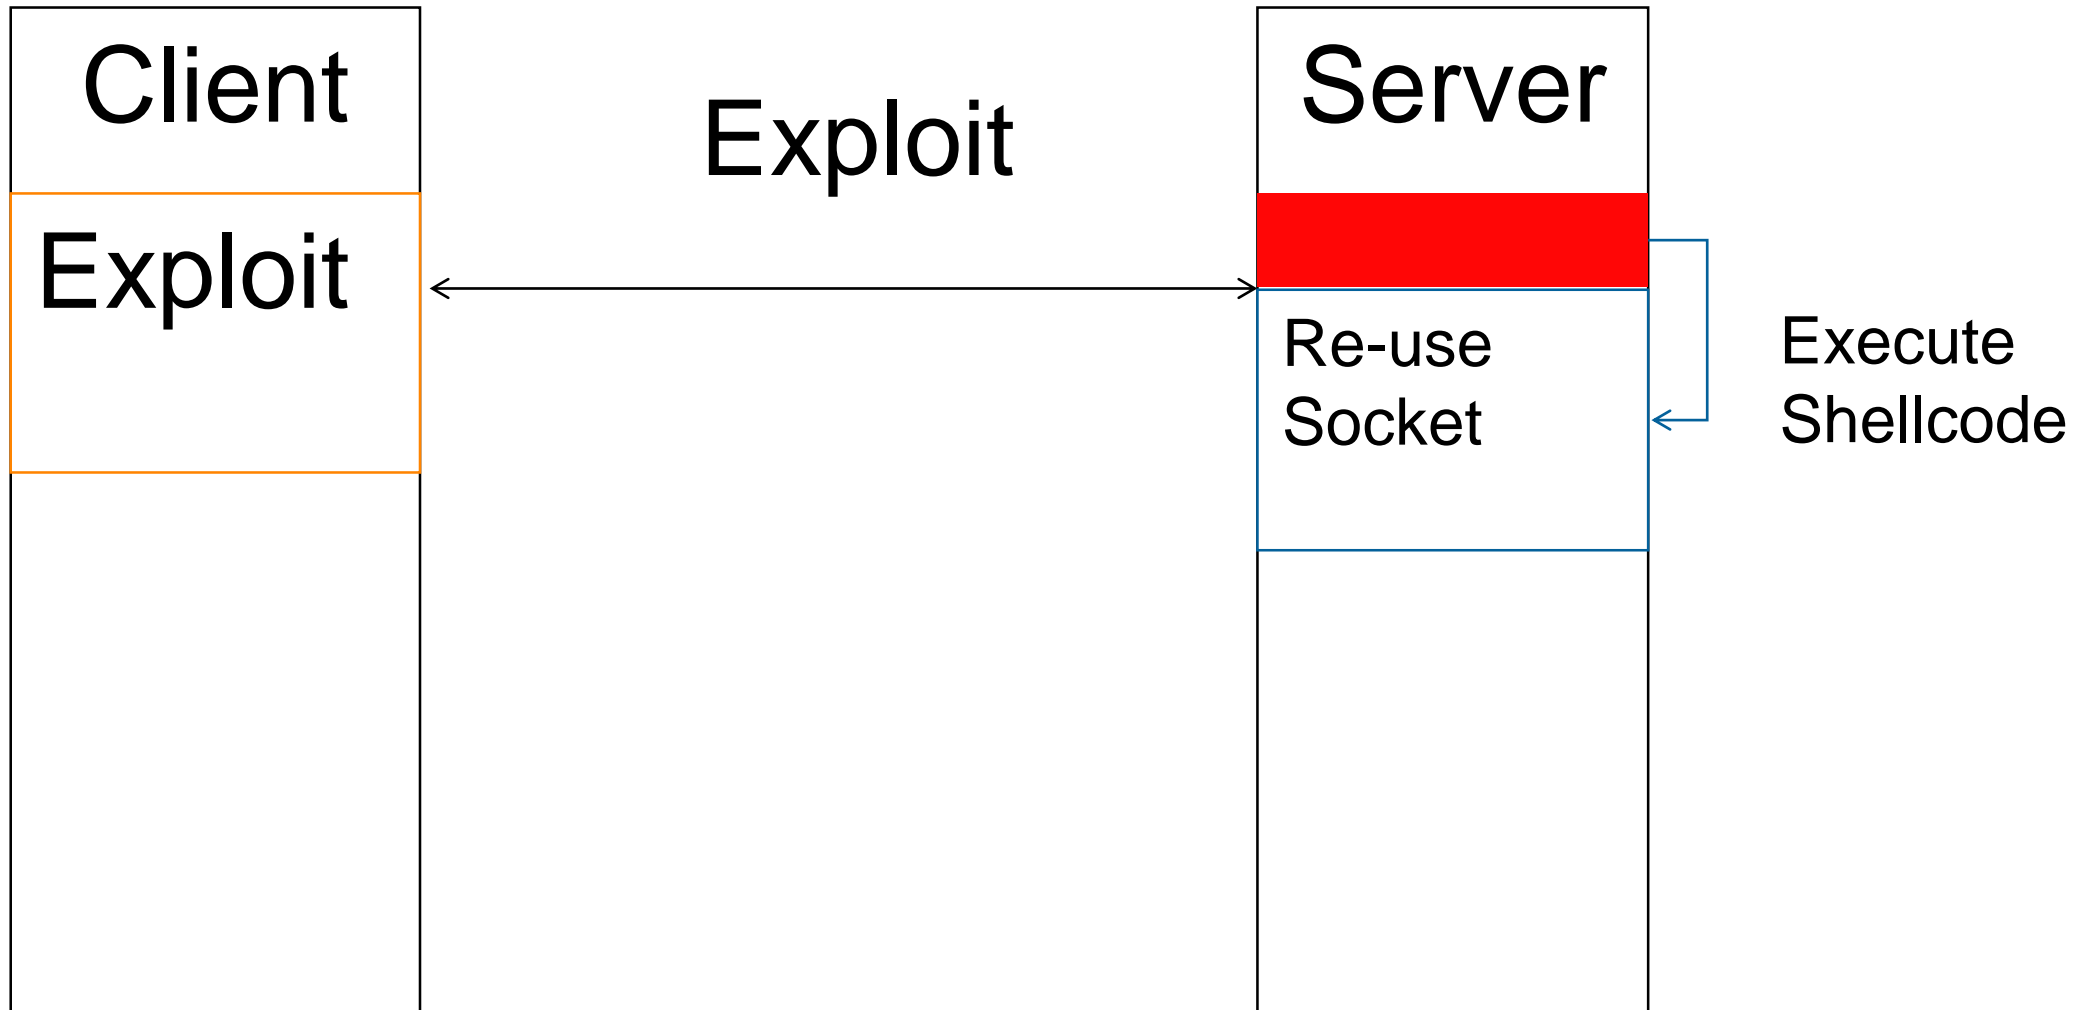 Client
Exploit
Server
Exploit
Re-use
Socket
Execute
Shellcode